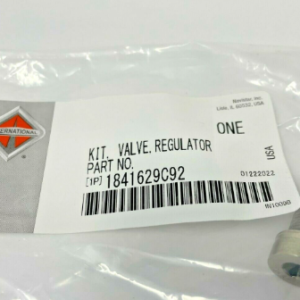 Navistar, Inc.
Lisle, IL 60532, USA
INTERNATIONAL
ONE
KIT, VALVE.REGULATOR
PART NO.
[1P] 1841629C92
01222022
USA